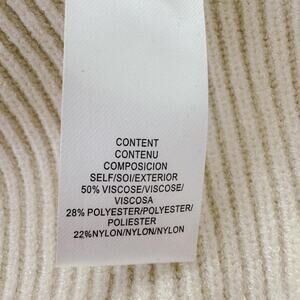 CONTENT
CONTENU
COMPOSICION
SELF/SOI/EXTERIOR
50% VISCOSE/VISCOSE/
VISCOSA
28% POLYESTER/POLYESTER/
POLIESTER
22%NYLON/NYLON/NYLON